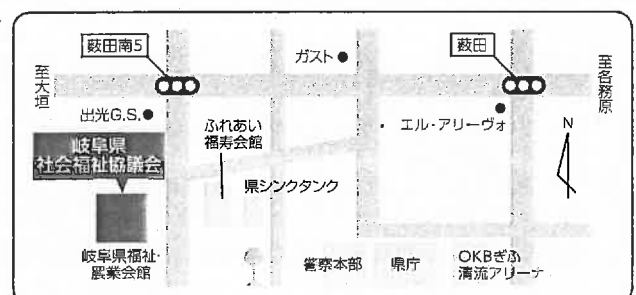 薮田南5
ガスト
薮田
至大垣
至各務原
出光G.S.
ふれあい
福寿会館
エル・アリーヴォ
N
岐阜県
社会福祉協議会
県シンクタンク
岐阜県福祉・
農業会館
警察本部
県庁
OKBぎふ
清流アリーナ